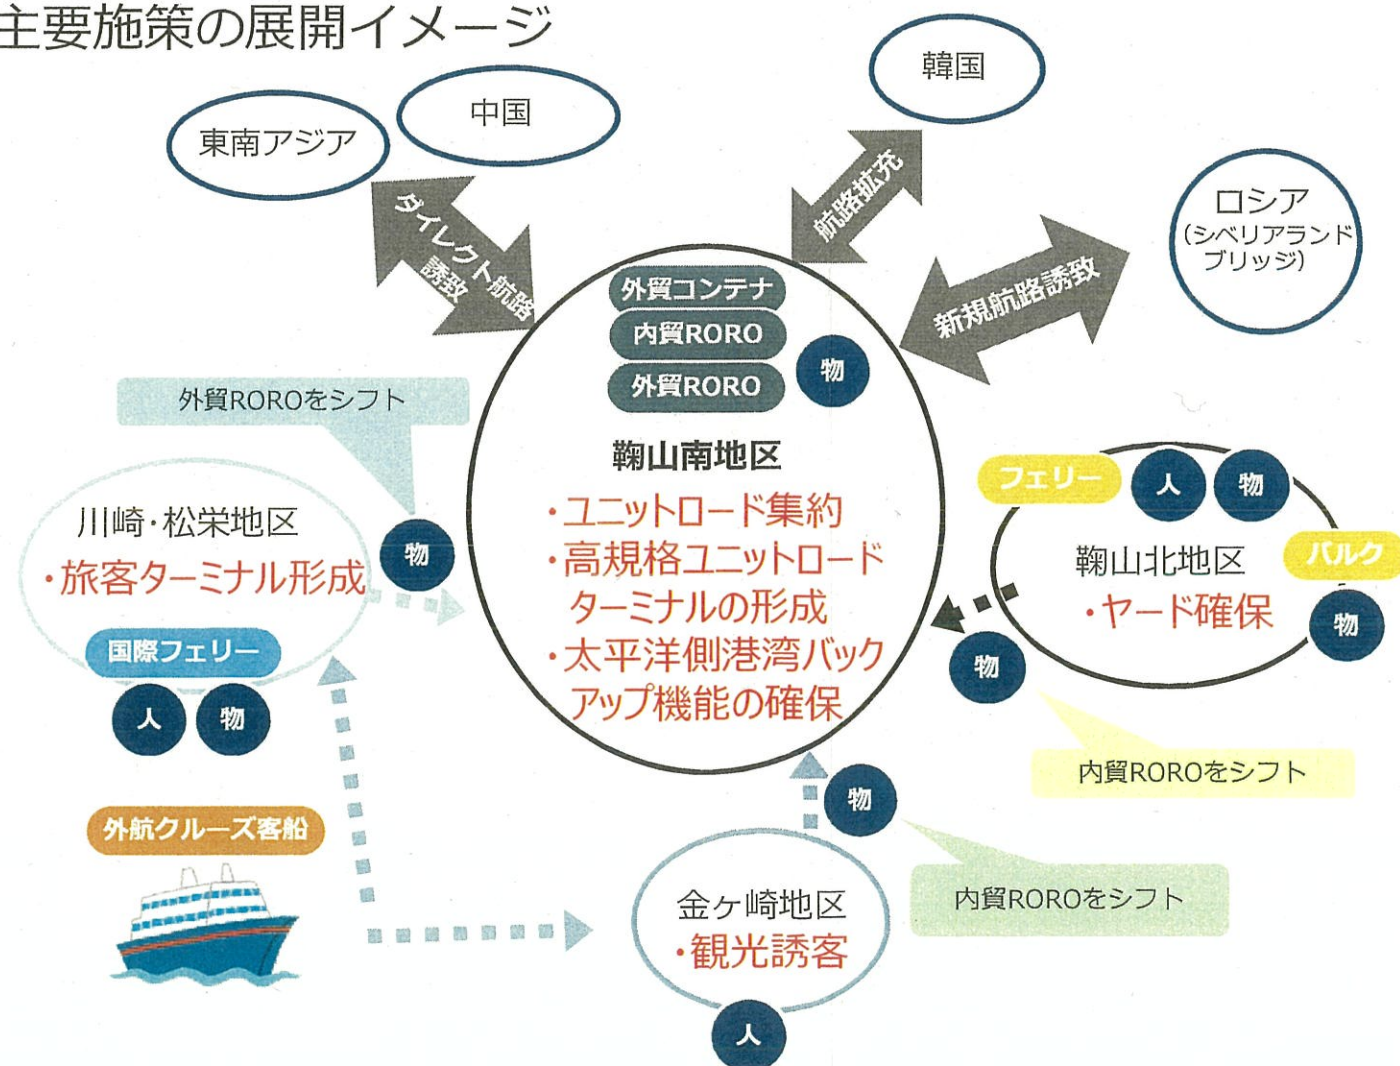 主要施策の展開イメージ
韓国
中国
東南アジア
ロシア
(シベリアランド
ブリッジ)
ダイレクト航路
誘致
航路拡充
新規航路誘致
外貿コンテナ
内貿RORO
外貿RORO
物
鞠山南地区
・ユニットロード集約
・高規格ユニットロード
ターミナルの形成
・太平洋側港湾バック
アップ機能の確保
外貿ROROをシフト
物
川崎・松栄地区
・旅客ターミナル形成
国際フェリー
人
物
フェリー
人
物
鞠山北地区
・ヤード確保
バルク
物
物
内貿ROROをシフト
外航クルーズ客船
物
内貿ROROをシフト
金ヶ崎地区
・観光誘客
人